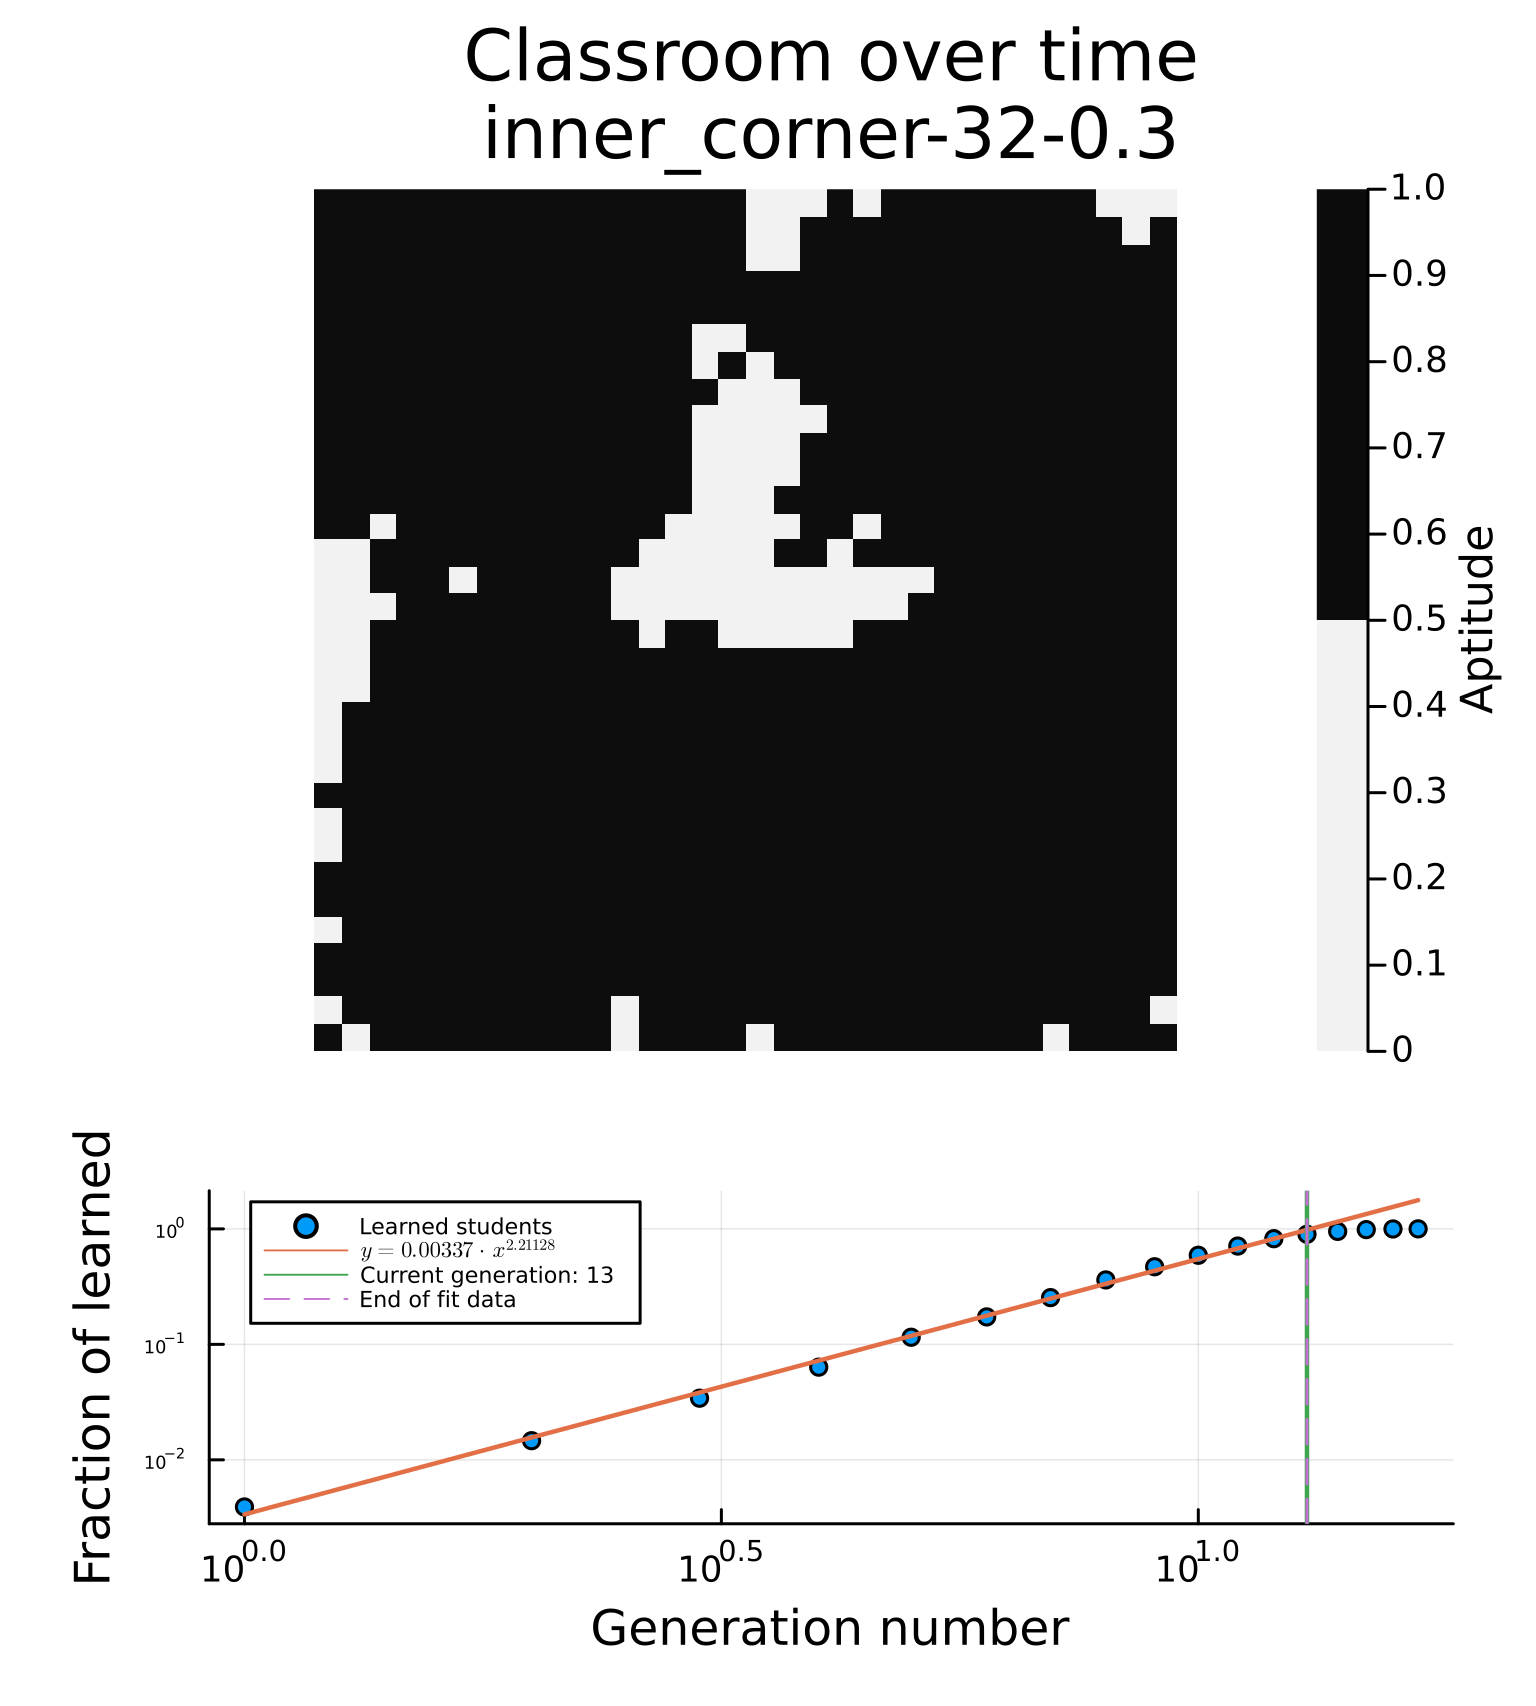 Classroom over time
inner_corner-32-0.3
1.0
0.9
0.8
0.7
0.6
0.5
0.4
0.3
0.2
0.1
0
Aptitude
Fraction of learned
10^0
10^-1
10^-2
Learned students
y = 0.00337 · x^2.21128
Current generation: 13
End of fit data
10^0.0
10^0.5
10^1.0
Generation number